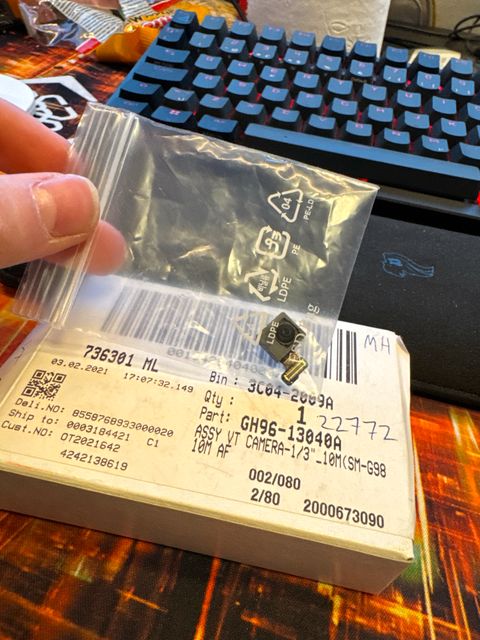 04
PE-LD
PE
LDPE
LDPE
MH
736301 ML
03.02.2021 17:07:32.149
Bin : 3C04-2009A
Qty : 1
22772
Part: GH96-13040A
ASSY VT CAMERA-1/3"_10M(SM-G98
10M AF
Deli.NO: 8558768933000020
Ship to: 0003184421 C1
Cust.NO: OT2021642
4242138619
002/080
2/80 2000673090